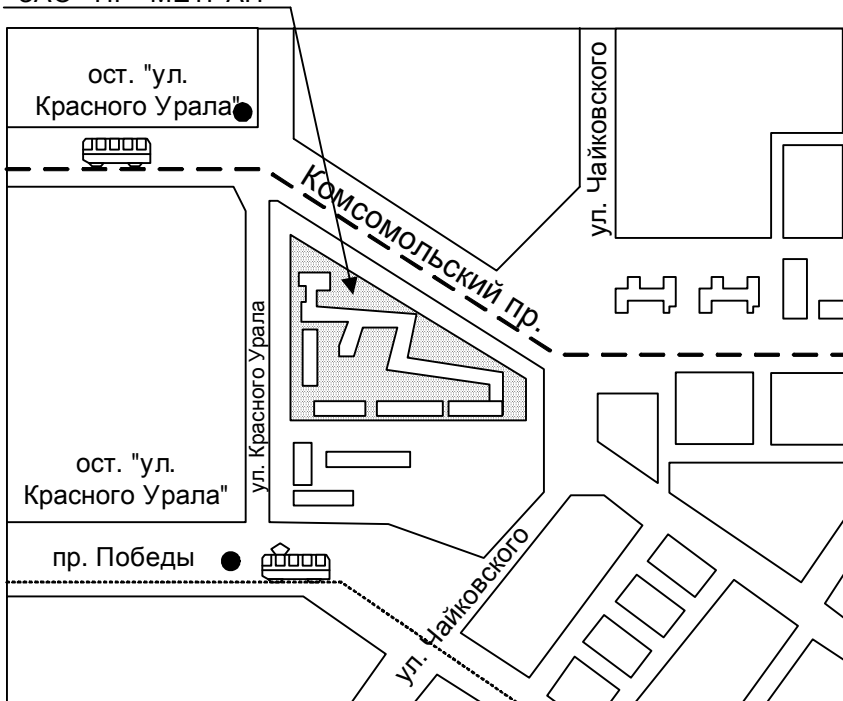 ост. "ул.
Красного Урала"
ул. Чайковского
Комсомольский пр.
ул. Красного Урала
ост. "ул.
Красного Урала"
пр. Победы
ул. Чайковского